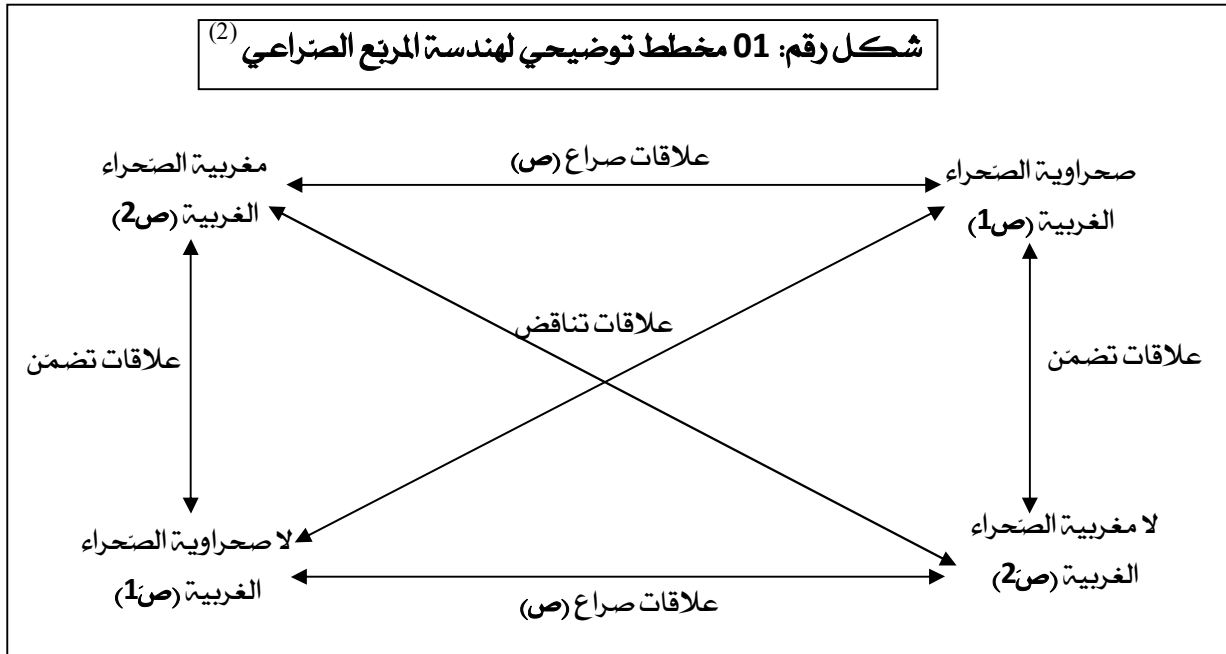 شكل رقم: 01 مخطط توضيحي لهندسة المربّع الصّراعي (2)
صحراوية الصّحراء
الغربية (ص1)
علاقات صراع (ص)
مغربية الصّحراء
الغربية (ص2)
علاقات تضمّن
علاقات تناقض
علاقات تضمّن
لا مغربية الصّحراء
الغربية (صَ2)
علاقات صراع (ص)
لا صحراوية الصّحراء
الغربية (صَ1)